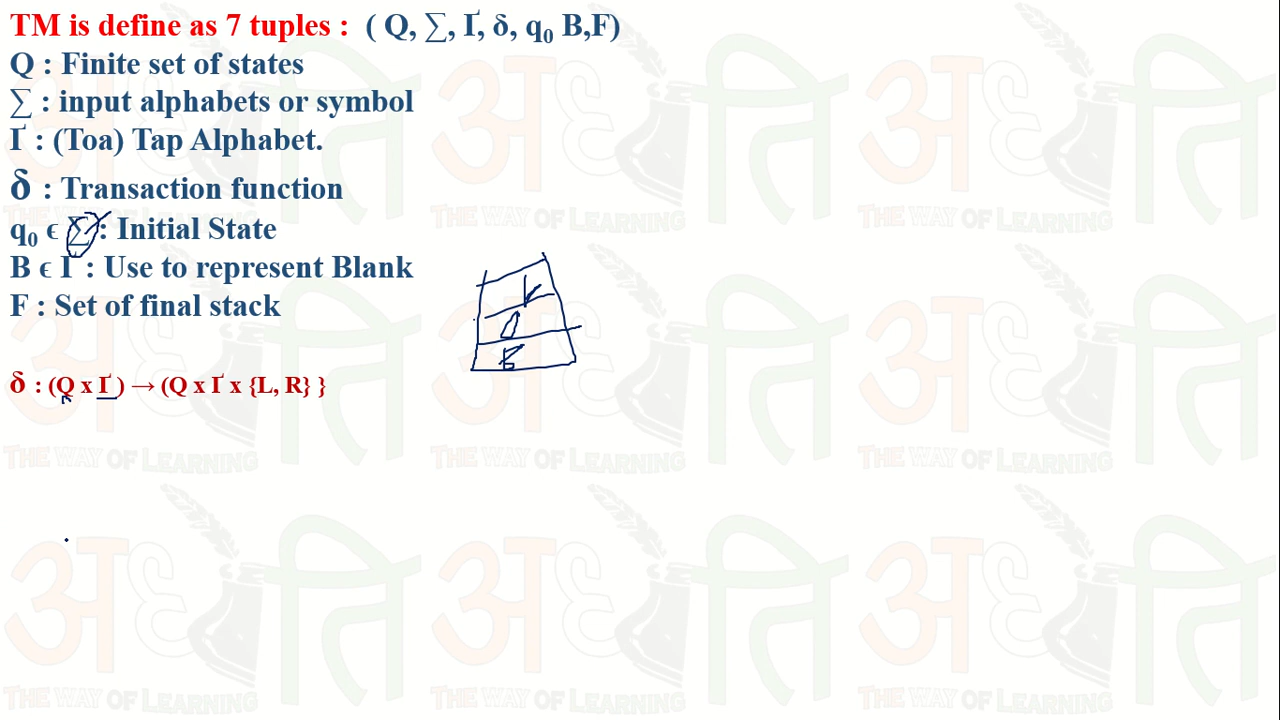 TM is define as 7 tuples : ( Q, ∑, Γ, δ, q0 B,F)
Q : Finite set of states
∑ : input alphabets or symbol
Γ : (Toa) Tap Alphabet.
δ : Transaction function
q0 ϵ ∑ : Initial State
B ϵ Γ : Use to represent Blank
F : Set of final stack
δ : (Q x Γ ) → (Q x Γ x {L, R} }
अधिति
THE WAY OF LEARNING